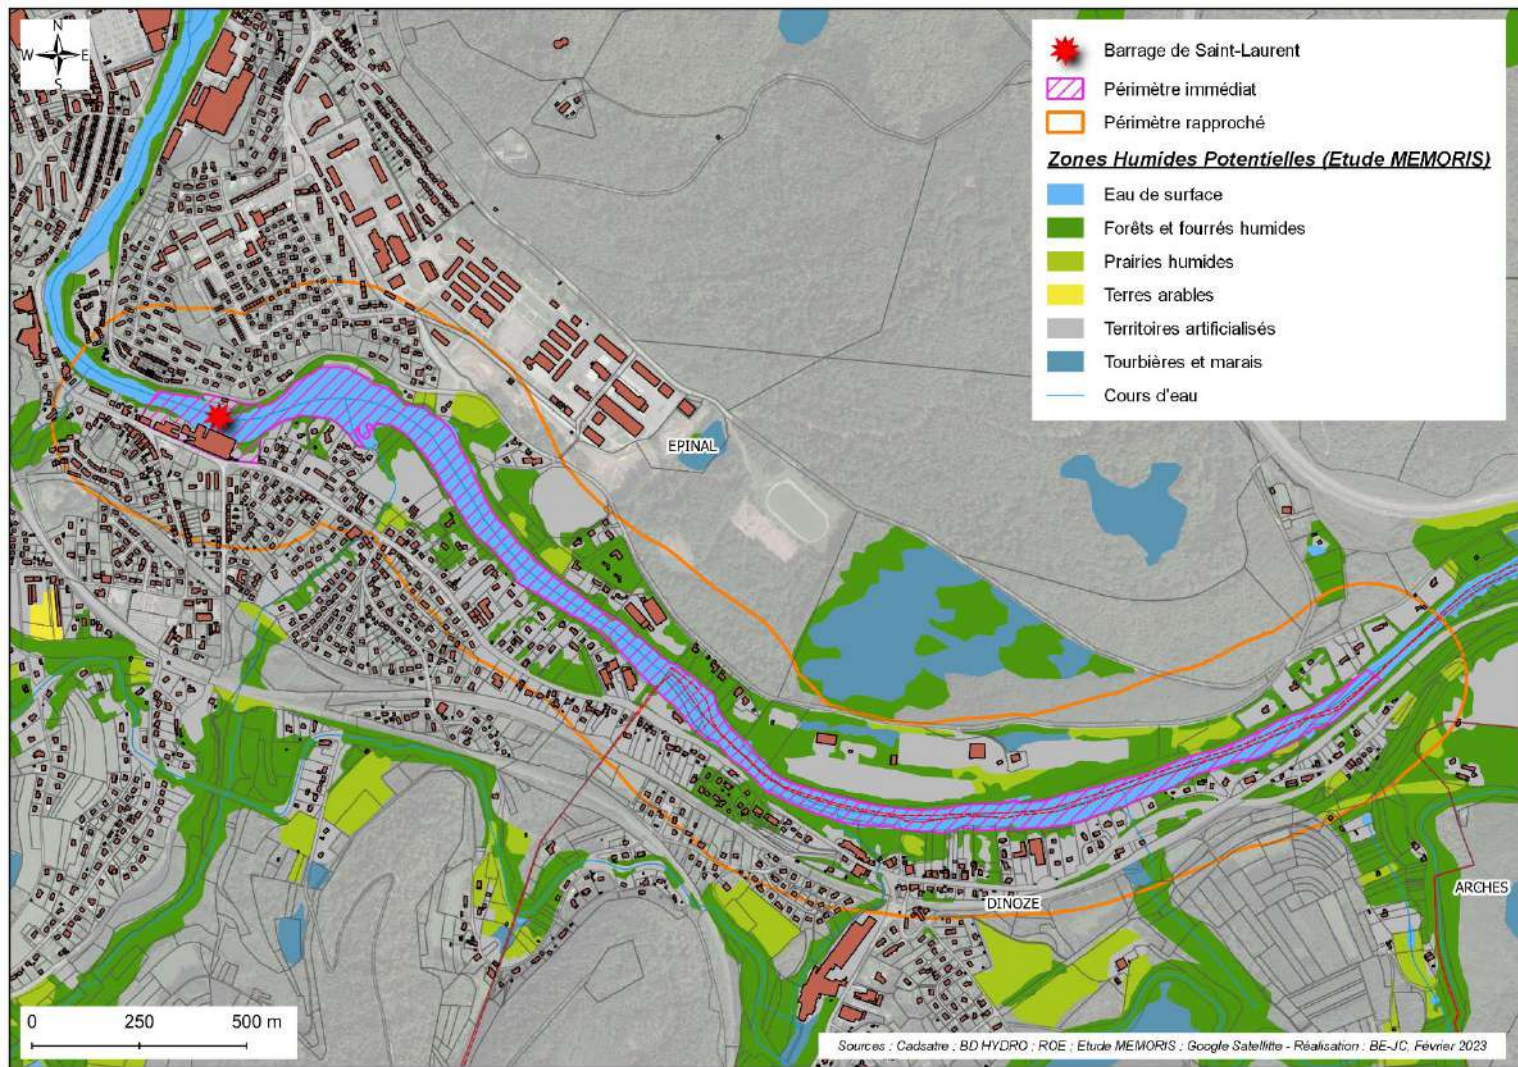 N
W E
S
Barrage de Saint-Laurent
Périmètre immédiat
Périmètre rapproché
Zones Humides Potentielles (Etude MEMORIS)
Eau de surface
Forêts et fourrés humides
Prairies humides
Terres arables
Territoires artificialisés
Tourbières et marais
Cours d'eau
EPINAL
DINOZE
ARCHES
0 250 500 m
Sources : Cadsatre ; BD HYDRO ; ROE ; Etude MEMORIS ; Google Satellitte - Réalisation : BE-JC, Février 2023